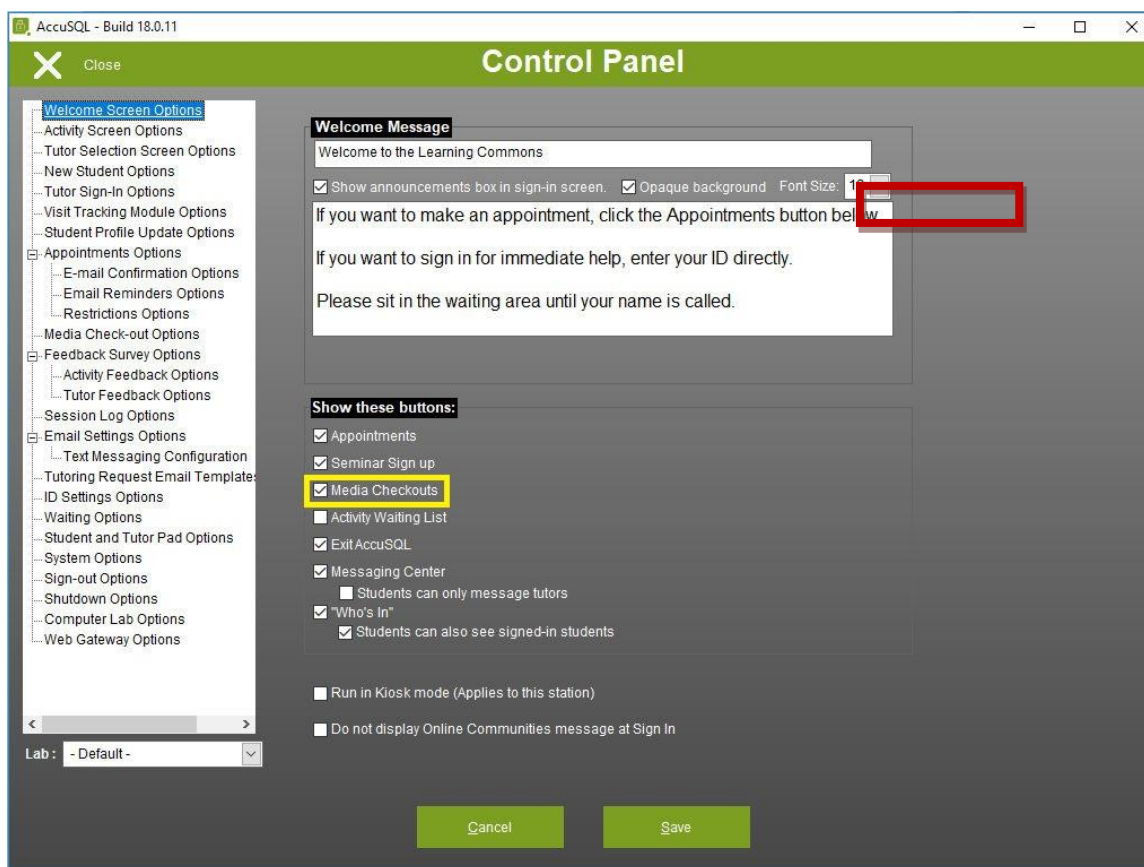 AccuSQL - Build 18.0.11
Close
Control Panel
Welcome Screen Options
Activity Screen Options
Tutor Selection Screen Options
New Student Options
Tutor Sign-In Options
Visit Tracking Module Options
Student Profile Update Options
Appointments Options
E-mail Confirmation Options
Email Reminders Options
Restrictions Options
Media Check-out Options
Feedback Survey Options
Activity Feedback Options
Tutor Feedback Options
Session Log Options
Email Settings Options
Text Messaging Configuration
Tutoring Request Email Templates
ID Settings Options
Waiting Options
Student and Tutor Pad Options
System Options
Sign-out Options
Shutdown Options
Computer Lab Options
Web Gateway Options
Lab : - Default -
Welcome Message
Welcome to the Learning Commons
Show announcements box in sign-in screen. Opaque background Font Size:
If you want to make an appointment, click the Appointments button below
If you want to sign in for immediate help, enter your ID directly.
Please sit in the waiting area until your name is called.
Show these buttons:
Appointments
Seminar Sign up
Media Checkouts
Activity Waiting List
Exit AccuSQL
Messaging Center
Students can only message tutors
"Who's In"
Students can also see signed-in students
Run in Kiosk mode (Applies to this station)
Do not display Online Communities message at Sign In
Cancel
Save